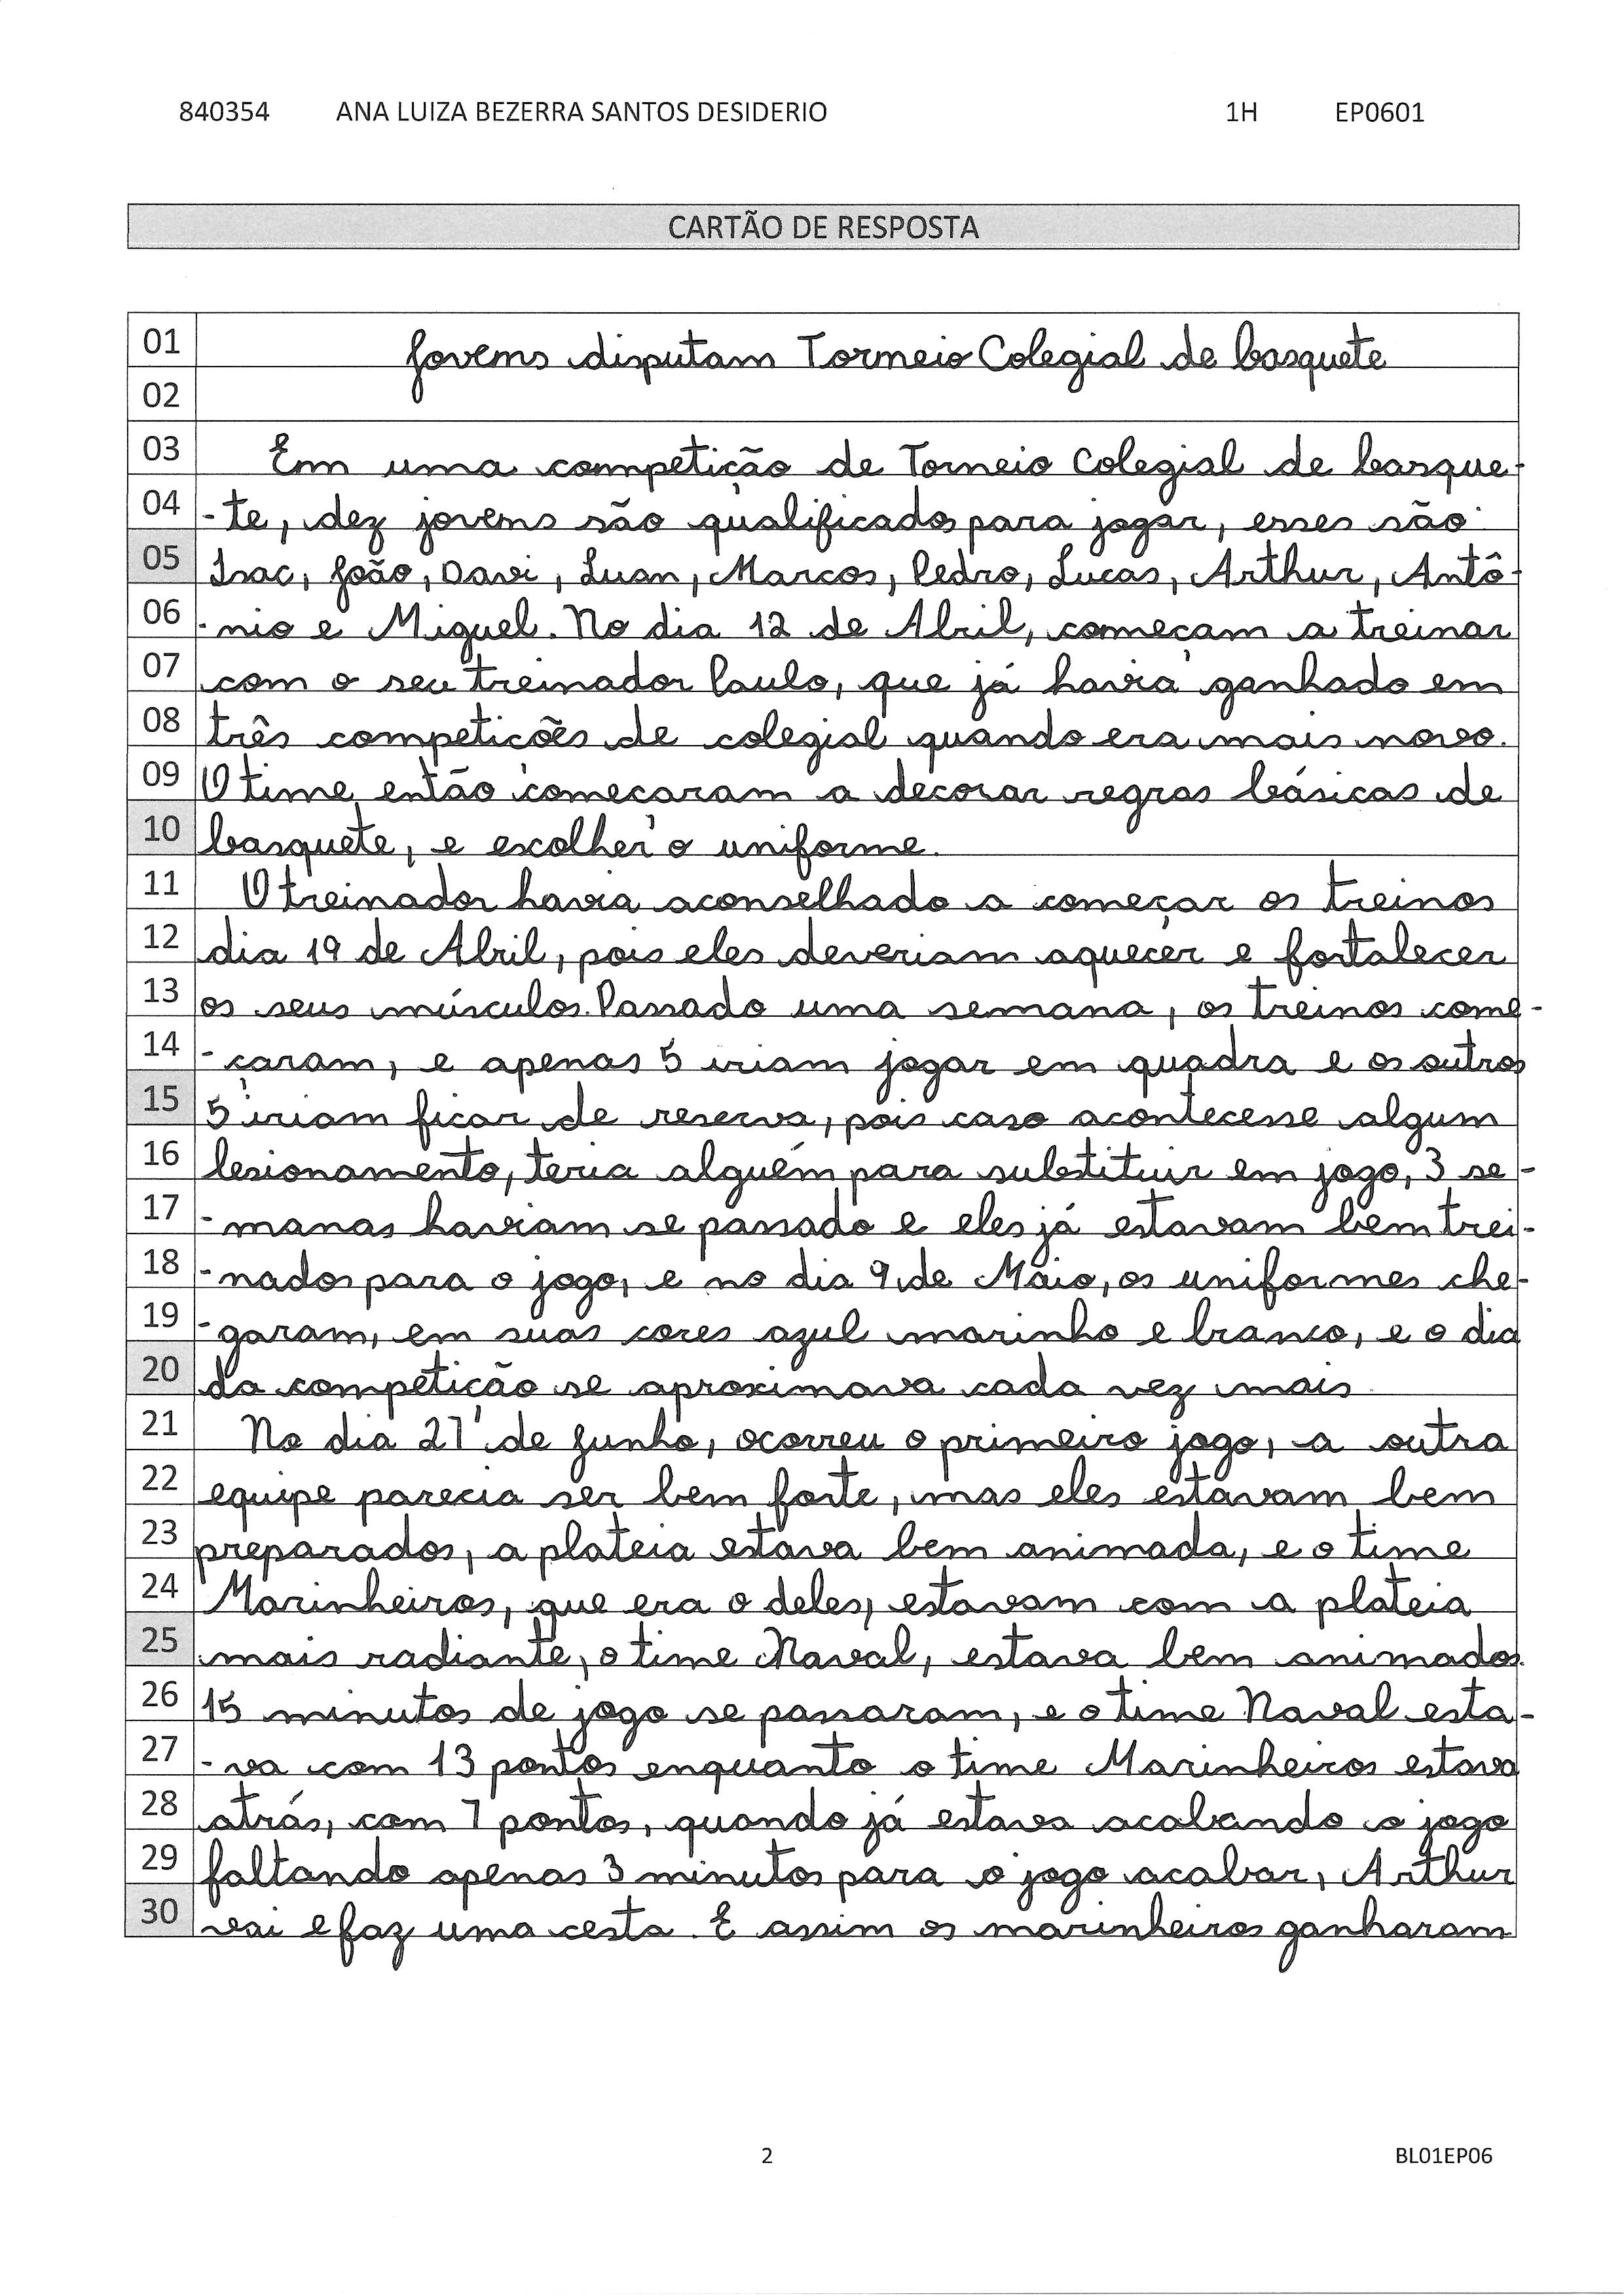 840354 ANA LUIZA BEZERRA SANTOS DESIDERIO 1H EP0601
CARTÃO DE RESPOSTA
01 Jovens disputam Torneio Colegial de basquete
02
03 Em uma competição de Torneio Colegial de basque-
04 -te, dez jovens são qualificados para jogar, esses são
05 Isac, João, Davi, Luan, Marcos, Pedro, Lucas, Arthur, Antô-
06 -nio e Miguel. No dia 12 de Abril, começam a treinar
07 com o seu treinador Paulo, que já havia ganhado em
08 três competições de colegial quando era mais novo.
09 O time então começaram a decorar regras básicas de
10 basquete, e escolher o uniforme.
11 O treinador havia aconselhado a começar os treinos
12 dia 19 de Abril, pois eles deveriam aquecer e fortalecer
13 os seus músculos. Passado uma semana, os treinos come-
14 -çaram, e apenas 5 iriam jogar em quadra e os outros
15 5 iriam ficar de reserva, pois caso acontecesse algum
16 lesionamento, teria alguém para substituir em jogo, 3 se-
17 -manas haviam se passado e eles já estavam bem trei-
18 -nados para o jogo, e no dia 9 de Maio, os uniformes che-
19 -garam, em suas cores azul marinho e branco, e o dia
20 da competição se aproximava cada vez mais.
21 No dia 27 de Junho, ocorreu o primeiro jogo, a outra
22 equipe parecia ser bem forte, mas eles estavam bem
23 preparados, a plateia estava bem animada, e o time
24 Marinheiros, que era o deles, estavam com a plateia
25 mais radiante, o time Naval, estava bem animados.
26 15 minutos de jogo se passaram, e o time Naval esta-
27 -va com 13 pontos enquanto o time Marinheiros estava
28 atrás, com 7 pontos, quando já estava acabando o jogo
29 faltando apenas 3 minutos para o jogo acabar, Arthur
30 vai e faz uma cesta. E assim os marinheiros ganharam
2 BL01EP06